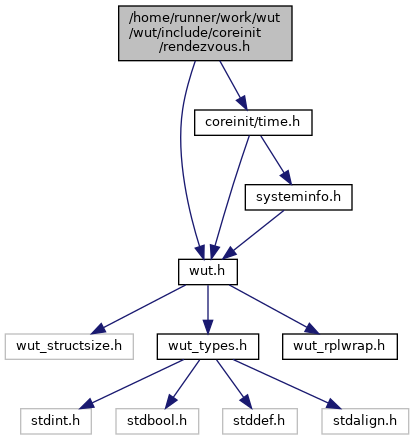 /home/runner/work/wut
/wut/include/coreinit
/rendezvous.h
coreinit/time.h
systeminfo.h
wut.h
wut_structsize.h
wut_types.h
wut_rplwrap.h
stdint.h
stdbool.h
stddef.h
stdalign.h